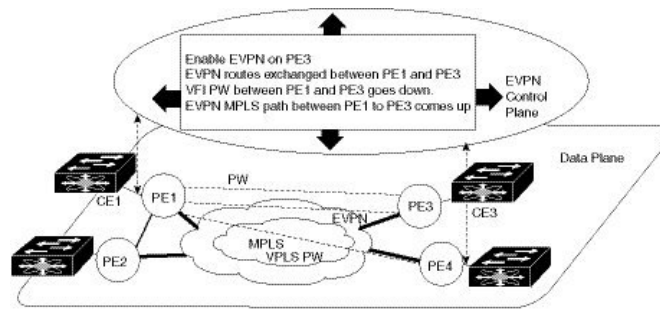 Enable EVPN on PE3
EVPN routes exchanged between PE1 and PE3
VFI PW between PE1 and PE3 goes down.
EVPN MPLS path between PE1 to PE3 comes up
EVPN
Control
Plane
Data Plane
PW
CE1
PE1
PE3
CE3
EVPN
MPLS
VPLS PW
PE2
PE4